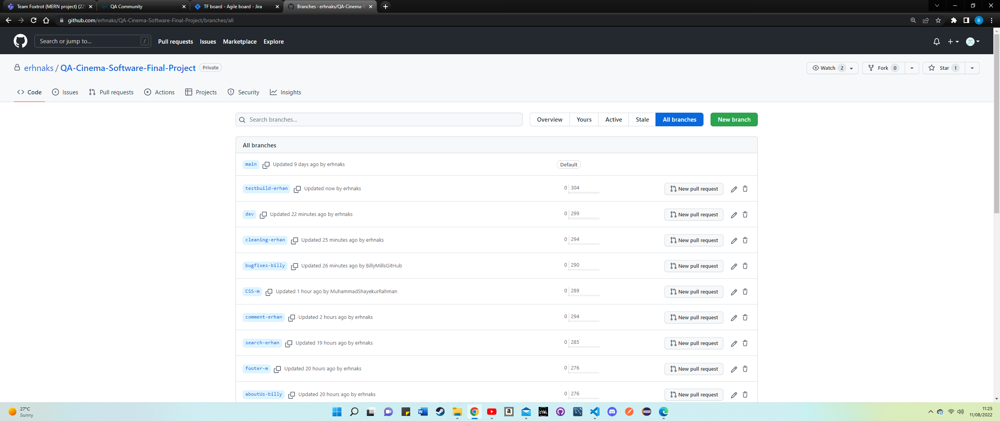 Team Foxtrot (MERN project) (22
QA Community
TF board - Agile board - Jira
Branches · erhnaks/QA-Cinema-S
github.com/erhnaks/QA-Cinema-Software-Final-Project/branches/all
B
Search or jump to...
/
Pull requests
Issues
Marketplace
Explore
erhnaks / QA-Cinema-Software-Final-Project
Private
Watch 2
Fork 0
Star 1
Code
Issues
Pull requests
Actions
Projects
Security
Insights
Search branches...
Overview
Yours
Active
Stale
All branches
New branch
All branches
main Updated 9 days ago by erhnaks Default
testbuild-erhan Updated now by erhnaks 0 304 New pull request
dev Updated 22 minutes ago by erhnaks 0 299 New pull request
cleaning-erhan Updated 25 minutes ago by erhnaks 0 294 New pull request
bugfixes-billy Updated 26 minutes ago by BillyMillsGitHub 0 290 New pull request
CSS-m Updated 1 hour ago by MuhammadShayekurRahman 0 289 New pull request
comment-erhan Updated 2 hours ago by erhnaks 0 294 New pull request
search-erhan Updated 19 hours ago by erhnaks 0 285 New pull request
footer-m Updated 20 hours ago by erhnaks 0 276 New pull request
aboutUs-billy Updated 20 hours ago by erhnaks 0 276 New pull request
27°C
Sunny
11:25
11/08/2022